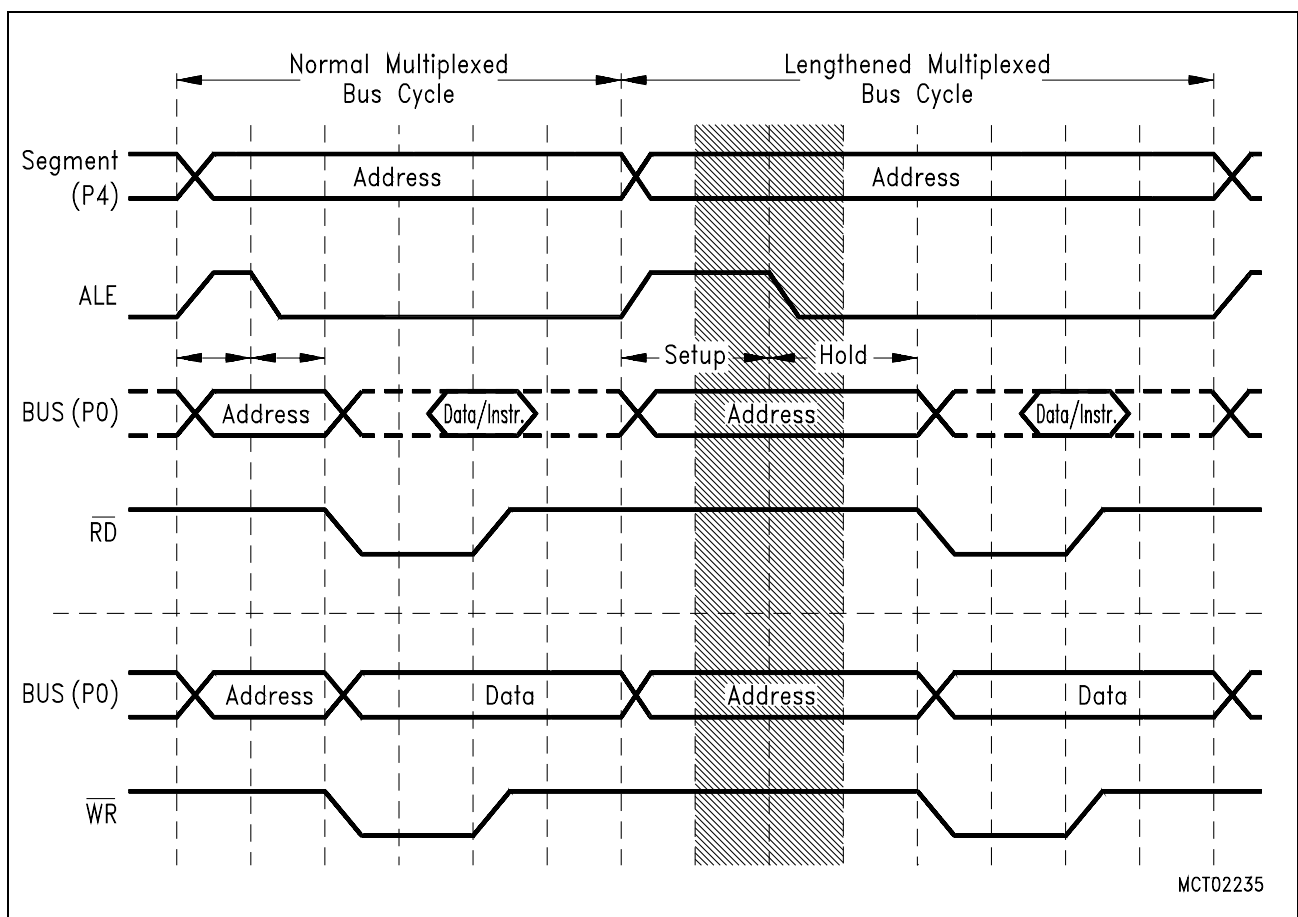 Normal Multiplexed
Bus Cycle
Lengthened Multiplexed
Bus Cycle
Segment
(P4)
Address
Address
ALE
Setup
Hold
BUS (P0)
Address
Data/Instr.
Address
Data/Instr.
RD
BUS (P0)
Address
Data
Address
Data
WR
MCT02235